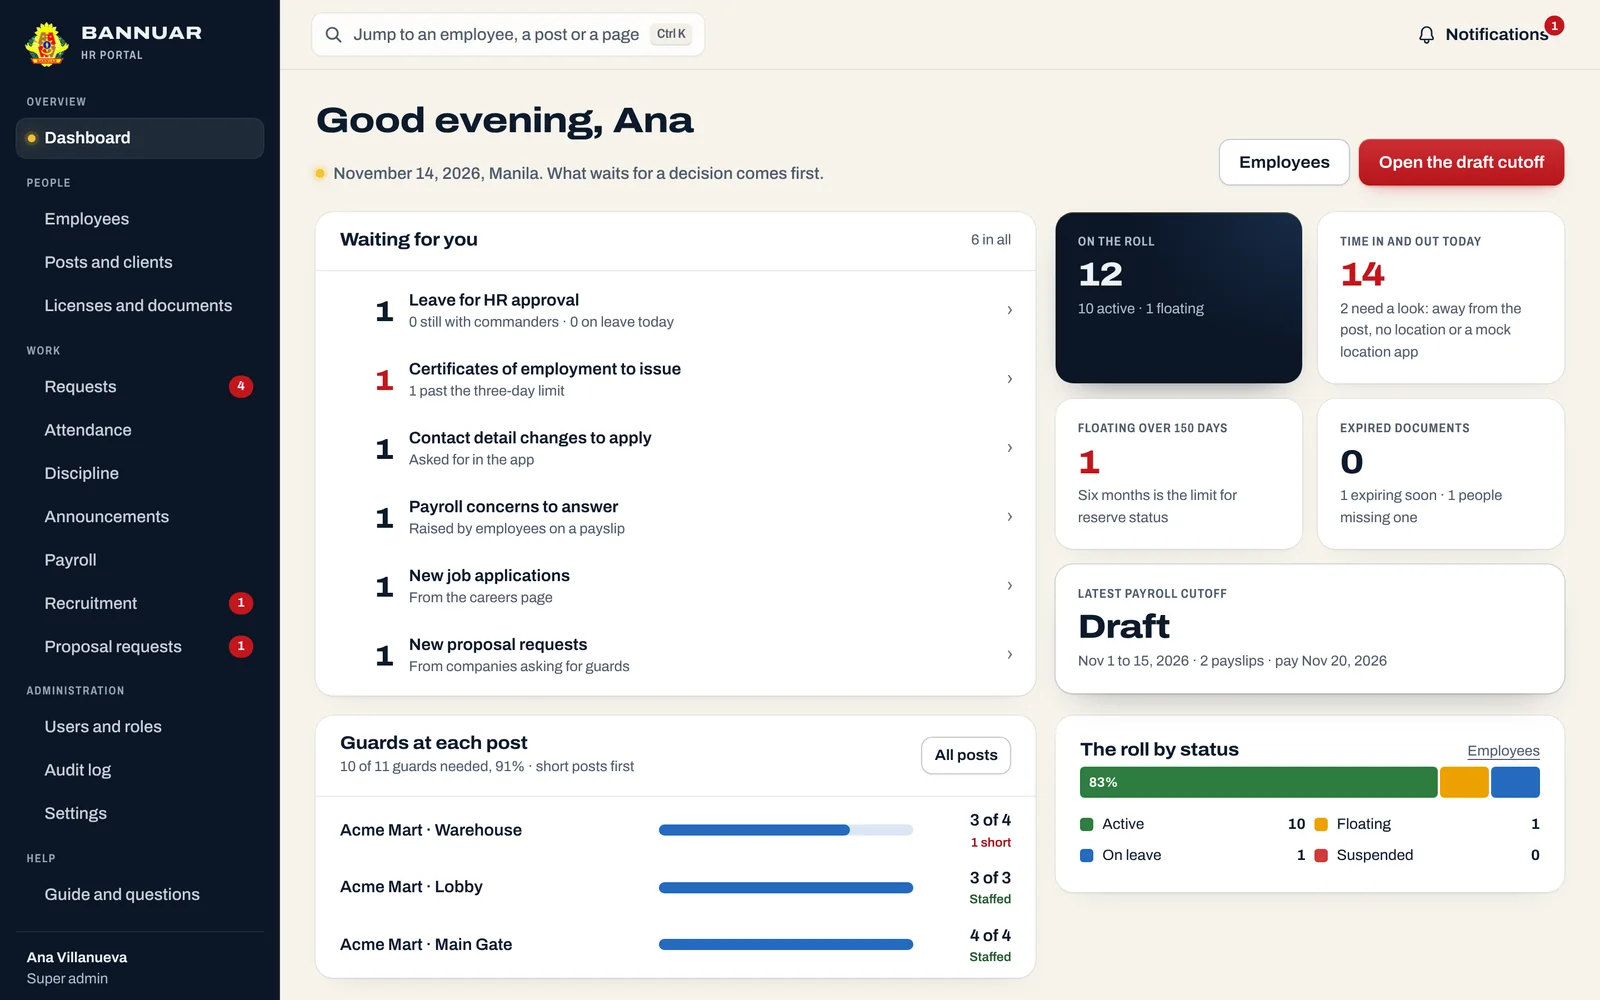 BANNUAR
HR PORTAL
OVERVIEW
Dashboard
PEOPLE
Employees
Posts and clients
Licenses and documents
WORK
Requests 4
Attendance
Discipline
Announcements
Payroll
Recruitment 1
Proposal requests 1
ADMINISTRATION
Users and roles
Audit log
Settings
HELP
Guide and questions
Ana Villanueva
Super admin
Jump to an employee, a post or a page Ctrl K
Notifications 1
Good evening, Ana
November 14, 2026, Manila. What waits for a decision comes first.
Employees
Open the draft cutoff
Waiting for you 6 in all
1 Leave for HR approval ›
0 still with commanders · 0 on leave today
1 Certificates of employment to issue ›
1 past the three-day limit
1 Contact detail changes to apply ›
Asked for in the app
1 Payroll concerns to answer ›
Raised by employees on a payslip
1 New job applications ›
From the careers page
1 New proposal requests ›
From companies asking for guards
ON THE ROLL
12
10 active · 1 floating
TIME IN AND OUT TODAY
14
2 need a look: away from the
post, no location or a mock
location app
FLOATING OVER 150 DAYS
1
Six months is the limit for
reserve status
EXPIRED DOCUMENTS
0
1 expiring soon · 1 people
missing one
LATEST PAYROLL CUTOFF
Draft
Nov 1 to 15, 2026 · 2 payslips · pay Nov 20, 2026
Guards at each post
10 of 11 guards needed, 91% · short posts first
All posts
Acme Mart · Warehouse 3 of 4
1 short
Acme Mart · Lobby 3 of 3
Staffed
Acme Mart · Main Gate 4 of 4
Staffed
The roll by status Employees
83%
Active 10 Floating 1
On leave 1 Suspended 0